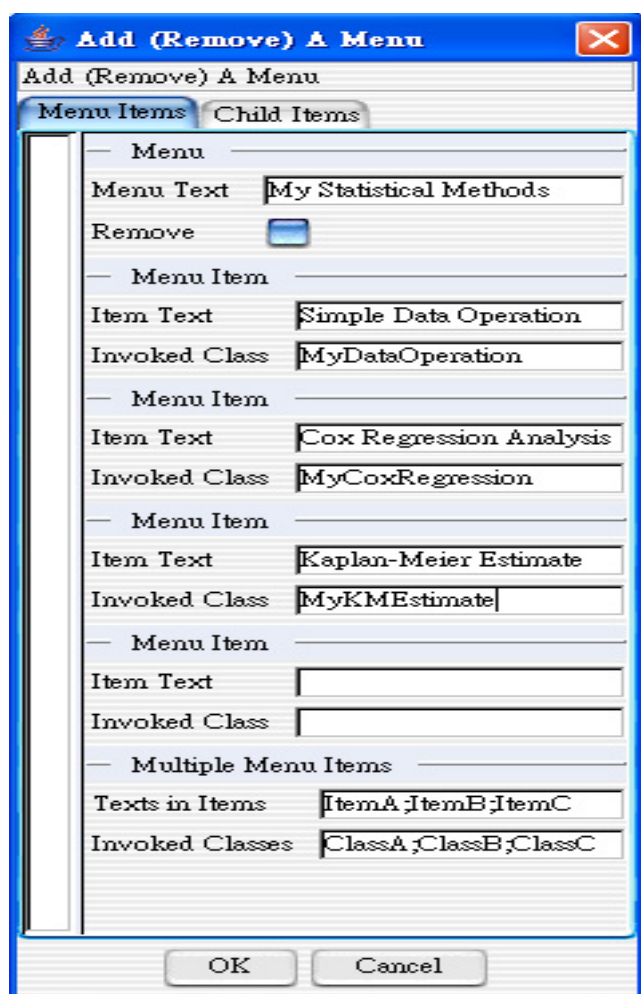 Add (Remove) A Menu
Add (Remove) A Menu
Menu Items Child Items
Menu
Menu Text My Statistical Methods
Remove
Menu Item
Item Text Simple Data Operation
Invoked Class MyDataOperation
Menu Item
Item Text Cox Regression Analysis
Invoked Class MyCoxRegression
Menu Item
Item Text Kaplan-Meier Estimate
Invoked Class MyKMEstimate
Menu Item
Item Text
Invoked Class
Multiple Menu Items
Texts in Items ItemA;ItemB;ItemC
Invoked Classes ClassA;ClassB;ClassC
OK Cancel